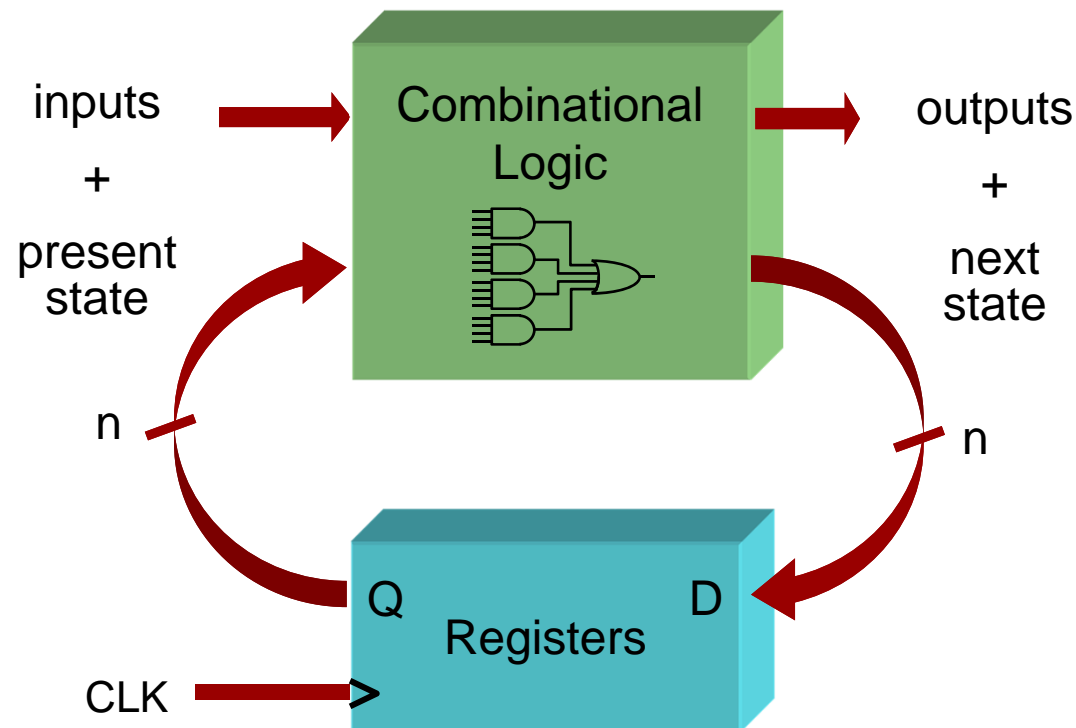 inputs
+
present
state
n
Combinational
Logic
outputs
+
next
state
n
Q
D
Registers
CLK